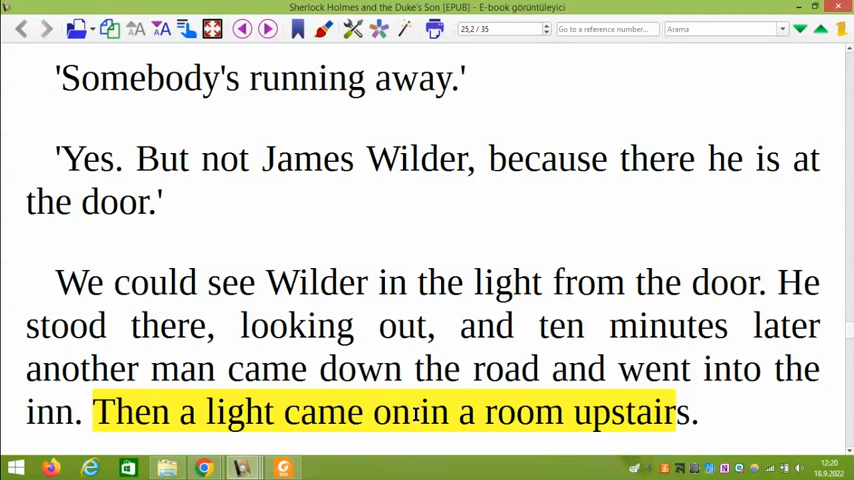 Sherlock Holmes and the Duke's Son [EPUB] - E-book görüntüleyici
25,2 / 35
Go to a reference number...
Arama
'Somebody's running away.'
'Yes. But not James Wilder, because there he is at
the door.'
We could see Wilder in the light from the door. He
stood there, looking out, and ten minutes later
another man came down the road and went into the
inn. Then a light came on in a room upstairs.
12:20
18.9.2022